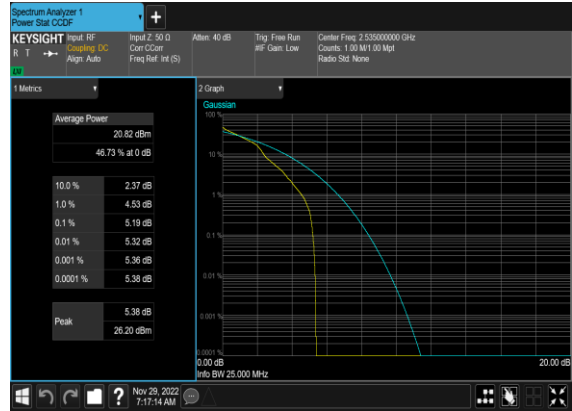 Spectrum Analyzer 1
Power Stat CCDF
+
KEYSIGHT
R T
LV
Input: RF
Coupling: DC
Align: Auto
Input Z: 50 Ω
Corr CCorr
Freq Ref: Int (S)
Atten: 40 dB
Trig: Free Run
#IF Gain: Low
Center Freq: 2.535000000 GHz
Counts: 1.00 M/1.00 Mpt
Radio Std: None
1 Metrics
Average Power
20.82 dBm
46.73 % at 0 dB
10.0 % 2.37 dB
1.0 % 4.53 dB
0.1 % 5.19 dB
0.01 % 5.32 dB
0.001 % 5.36 dB
0.0001 % 5.38 dB
Peak
5.38 dB
26.20 dBm
2 Graph
Gaussian
100 %
10 %
1 %
0.1 %
0.01 %
0.001 %
0.0001 %
0.00 dB
20.00 dB
Info BW 25.000 MHz
?
Nov 29, 2022
7:17:14 AM